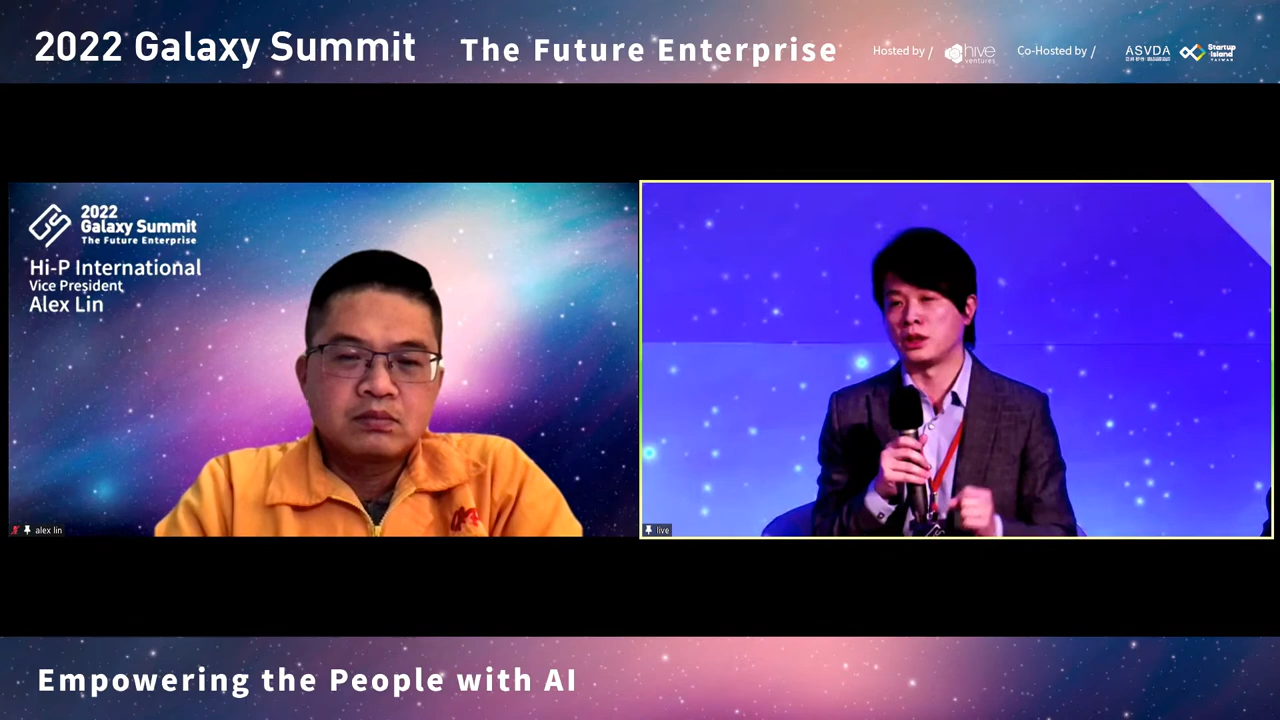 2022 Galaxy Summit
The Future Enterprise
Hosted by /
hive
ventures
Co-Hosted by /
ASVDA
Startup
Island
TAIWAN
2022
Galaxy Summit
The Future Enterprise
Hi-P International
Vice President
Alex Lin
alex lin
live
Empowering the People with AI